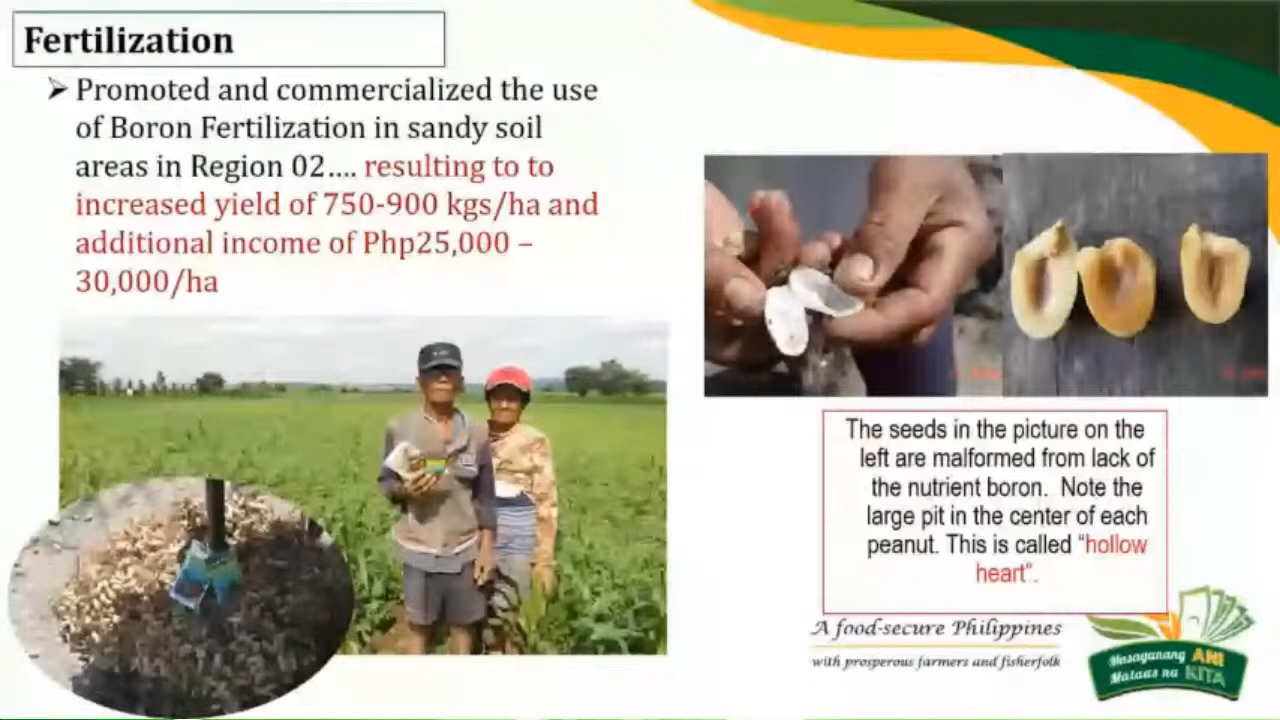 Fertilization
➢ Promoted and commercialized the use
of Boron Fertilization in sandy soil
areas in Region 02.... resulting to to
increased yield of 750-900 kgs/ha and
additional income of Php25,000 –
30,000/ha
The seeds in the picture on the
left are malformed from lack of
the nutrient boron. Note the
large pit in the center of each
peanut. This is called "hollow
heart".
A food-secure Philippines
with prosperous farmers and fisherfolk
Masaganang ANI
Mataas na KITA